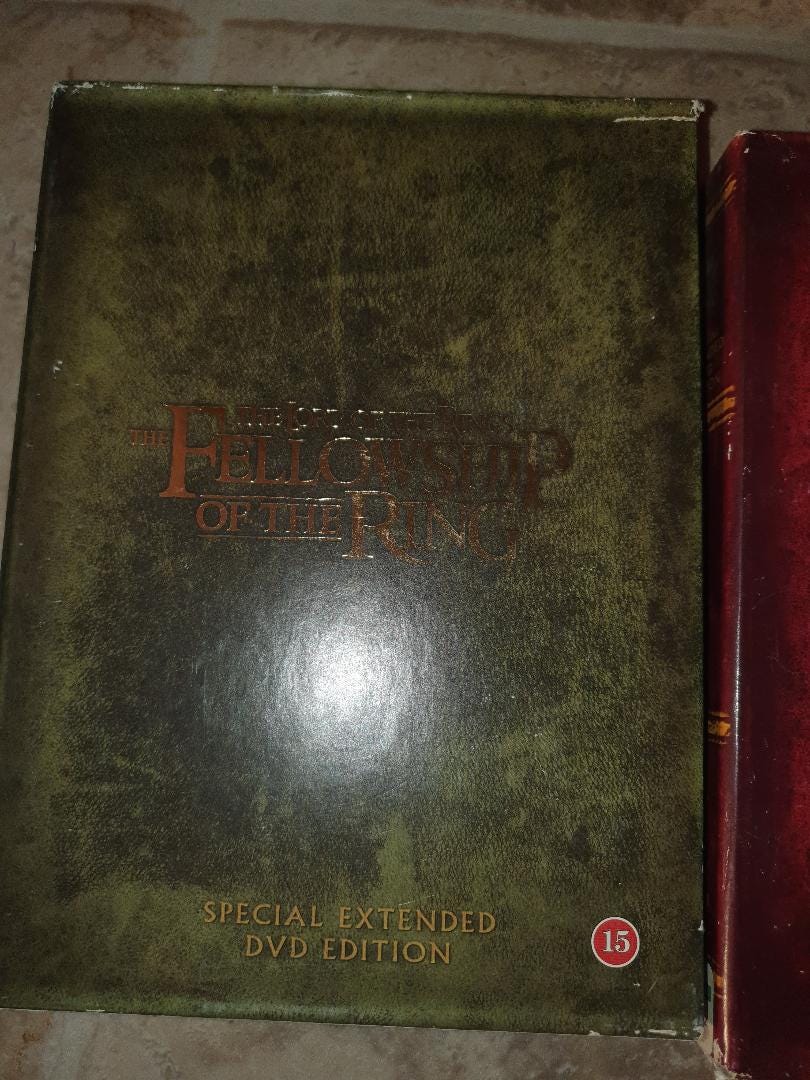 THE LORD OF THE RINGS
THE FELLOWSHIP
OF THE RING
SPECIAL EXTENDED
DVD EDITION
15